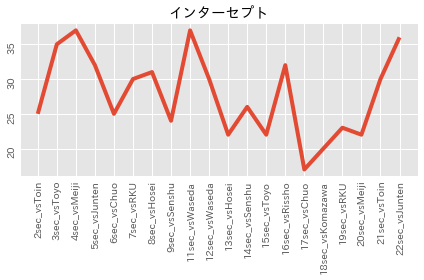 インターセプト
35
30
25
20
2sec_vsToin
3sec_vsToyo
4sec_vsMeiji
5sec_vsJunten
6sec_vsChuo
7sec_vsRKU
8sec_vsHosei
9sec_vsSenshu
11sec_vsWaseda
12sec_vsWaseda
13sec_vsHosei
14sec_vsSenshu
15sec_vsToyo
16sec_vsRissho
17sec_vsChuo
18sec_vsKomazawa
19sec_vsRKU
20sec_vsMeiji
21sec_vsToin
22sec_vsJunten